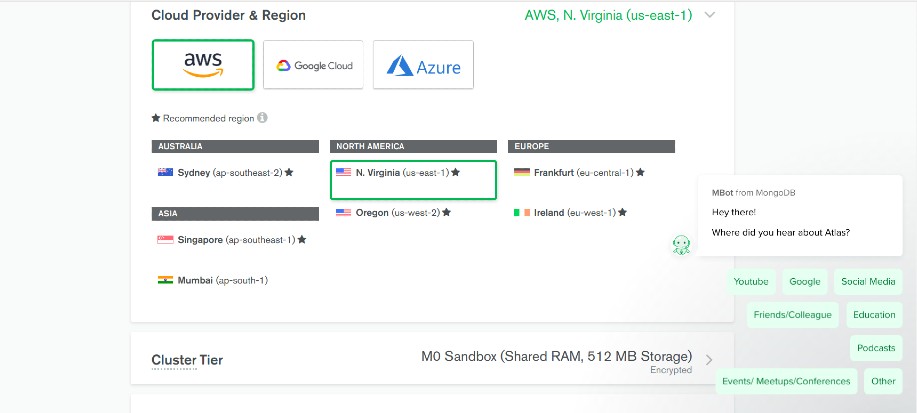 Cloud Provider & Region
AWS, N. Virginia (us-east-1)
aws
Google Cloud
Azure
Recommended region
AUSTRALIA
Sydney (ap-southeast-2)
ASIA
Singapore (ap-southeast-1)
Mumbai (ap-south-1)
NORTH AMERICA
N. Virginia (us-east-1)
Oregon (us-west-2)
EUROPE
Frankfurt (eu-central-1)
Ireland (eu-west-1)
Cluster Tier
M0 Sandbox (Shared RAM, 512 MB Storage)
Encrypted
MBot from MongoDB
Hey there!
Where did you hear about Atlas?
Youtube
Google
Social Media
Friends/Colleague
Education
Podcasts
Events/ Meetups/Conferences
Other